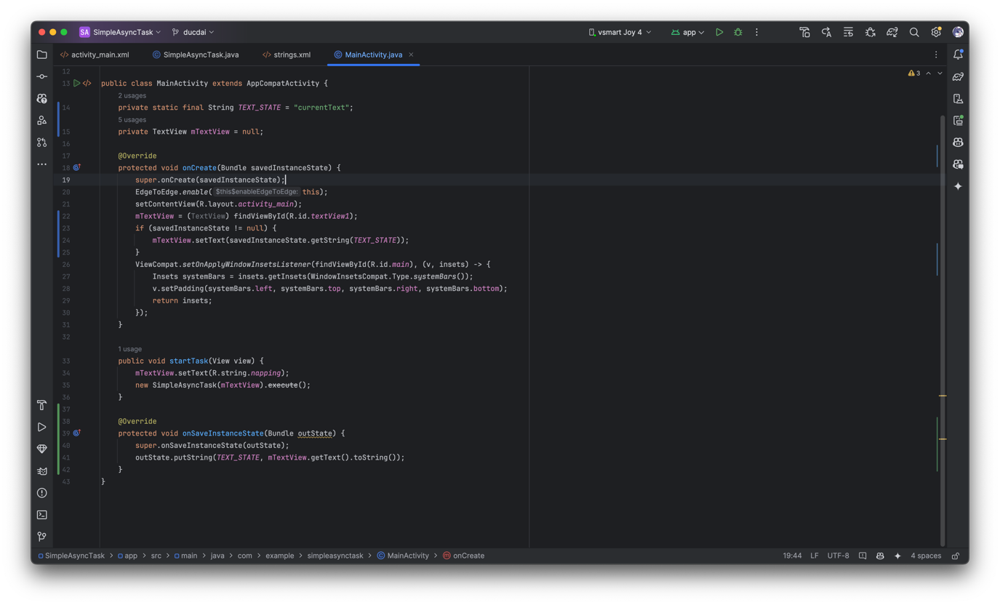 SA SimpleAsyncTask ducdai vsmart Joy 4 app
activity_main.xml SimpleAsyncTask.java strings.xml MainActivity.java
3
12
13 public class MainActivity extends AppCompatActivity {
2 usages
14 private static final String TEXT_STATE = "currentText";
5 usages
15 private TextView mTextView = null;
16
17 @Override
18 protected void onCreate(Bundle savedInstanceState) {
19 super.onCreate(savedInstanceState);
20 EdgeToEdge.enable( $this$enableEdgeToEdge: this);
21 setContentView(R.layout.activity_main);
22 mTextView = (TextView) findViewById(R.id.textView1);
23 if (savedInstanceState != null) {
24 mTextView.setText(savedInstanceState.getString(TEXT_STATE));
25 }
26 ViewCompat.setOnApplyWindowInsetsListener(findViewById(R.id.main), (v, insets) -> {
27 Insets systemBars = insets.getInsets(WindowInsetsCompat.Type.systemBars());
28 v.setPadding(systemBars.left, systemBars.top, systemBars.right, systemBars.bottom);
29 return insets;
30 });
31 }
32
1 usage
33 public void startTask(View view) {
34 mTextView.setText(R.string.napping);
35 new SimpleAsyncTask(mTextView).execute();
36 }
37
38 @Override
39 protected void onSaveInstanceState(Bundle outState) {
40 super.onSaveInstanceState(outState);
41 outState.putString(TEXT_STATE, mTextView.getText().toString());
42 }
43 }
SimpleAsyncTask > app > src > main > java > com > example > simpleasynctask > MainActivity > onCreate 19:44 LF UTF-8 4 spaces